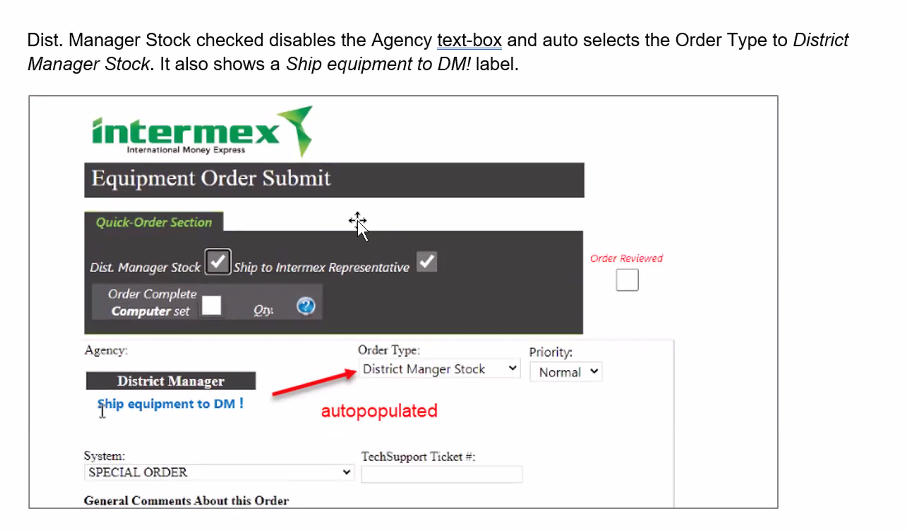 Dist. Manager Stock checked disables the Agency text-box and auto selects the Order Type to District
Manager Stock. It also shows a Ship equipment to DM! label.
intermex
International Money Express
Equipment Order Submit
Quick-Order Section
Dist. Manager Stock Ship to Intermex Representative
Order Reviewed
Order Complete
Computer set
Qty:
?
Agency:
Order Type:
Priority:
District Manger Stock
Normal
District Manager
Ship equipment to DM !
autopopulated
System:
TechSupport Ticket #:
SPECIAL ORDER
General Comments About this Order